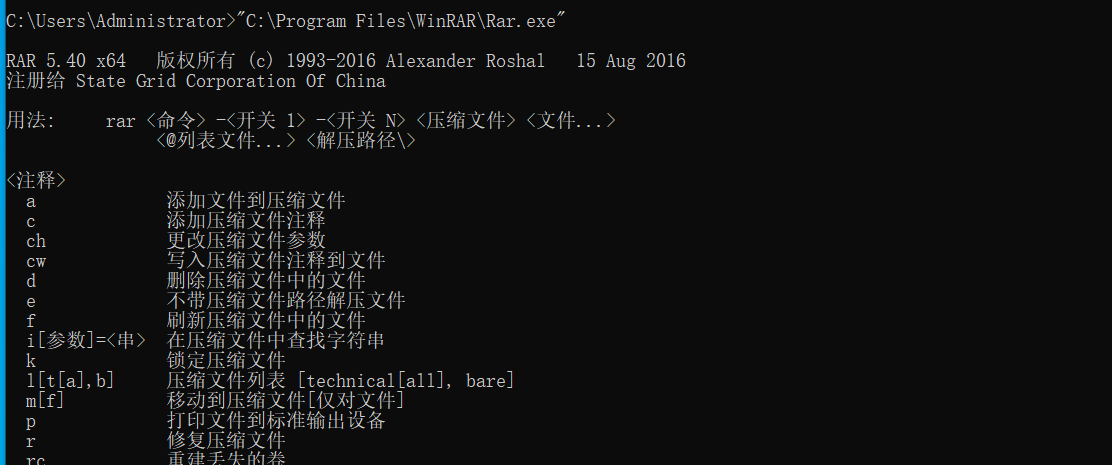 C:\Users\Administrator>"C:\Program Files\WinRAR\Rar.exe"
RAR 5.40 x64   版权所有 (c) 1993-2016 Alexander Roshal   15 Aug 2016
注册给 State Grid Corporation Of China
用法:     rar <命令> -<开关 1> -<开关 N> <压缩文件> <文件...>
<@列表文件...> <解压路径\>
<注释>
a             添加文件到压缩文件
c             添加压缩文件注释
ch            更改压缩文件参数
cw            写入压缩文件注释到文件
d             删除压缩文件中的文件
e             不带压缩文件路径解压文件
f             刷新压缩文件中的文件
i[参数]=<串>  在压缩文件中查找字符串
k             锁定压缩文件
l[t[a],b]     压缩文件列表 [technical[all], bare]
m[f]          移动到压缩文件[仅对文件]
p             打印文件到标准输出设备
r             修复压缩文件
rc            重建丢失的卷